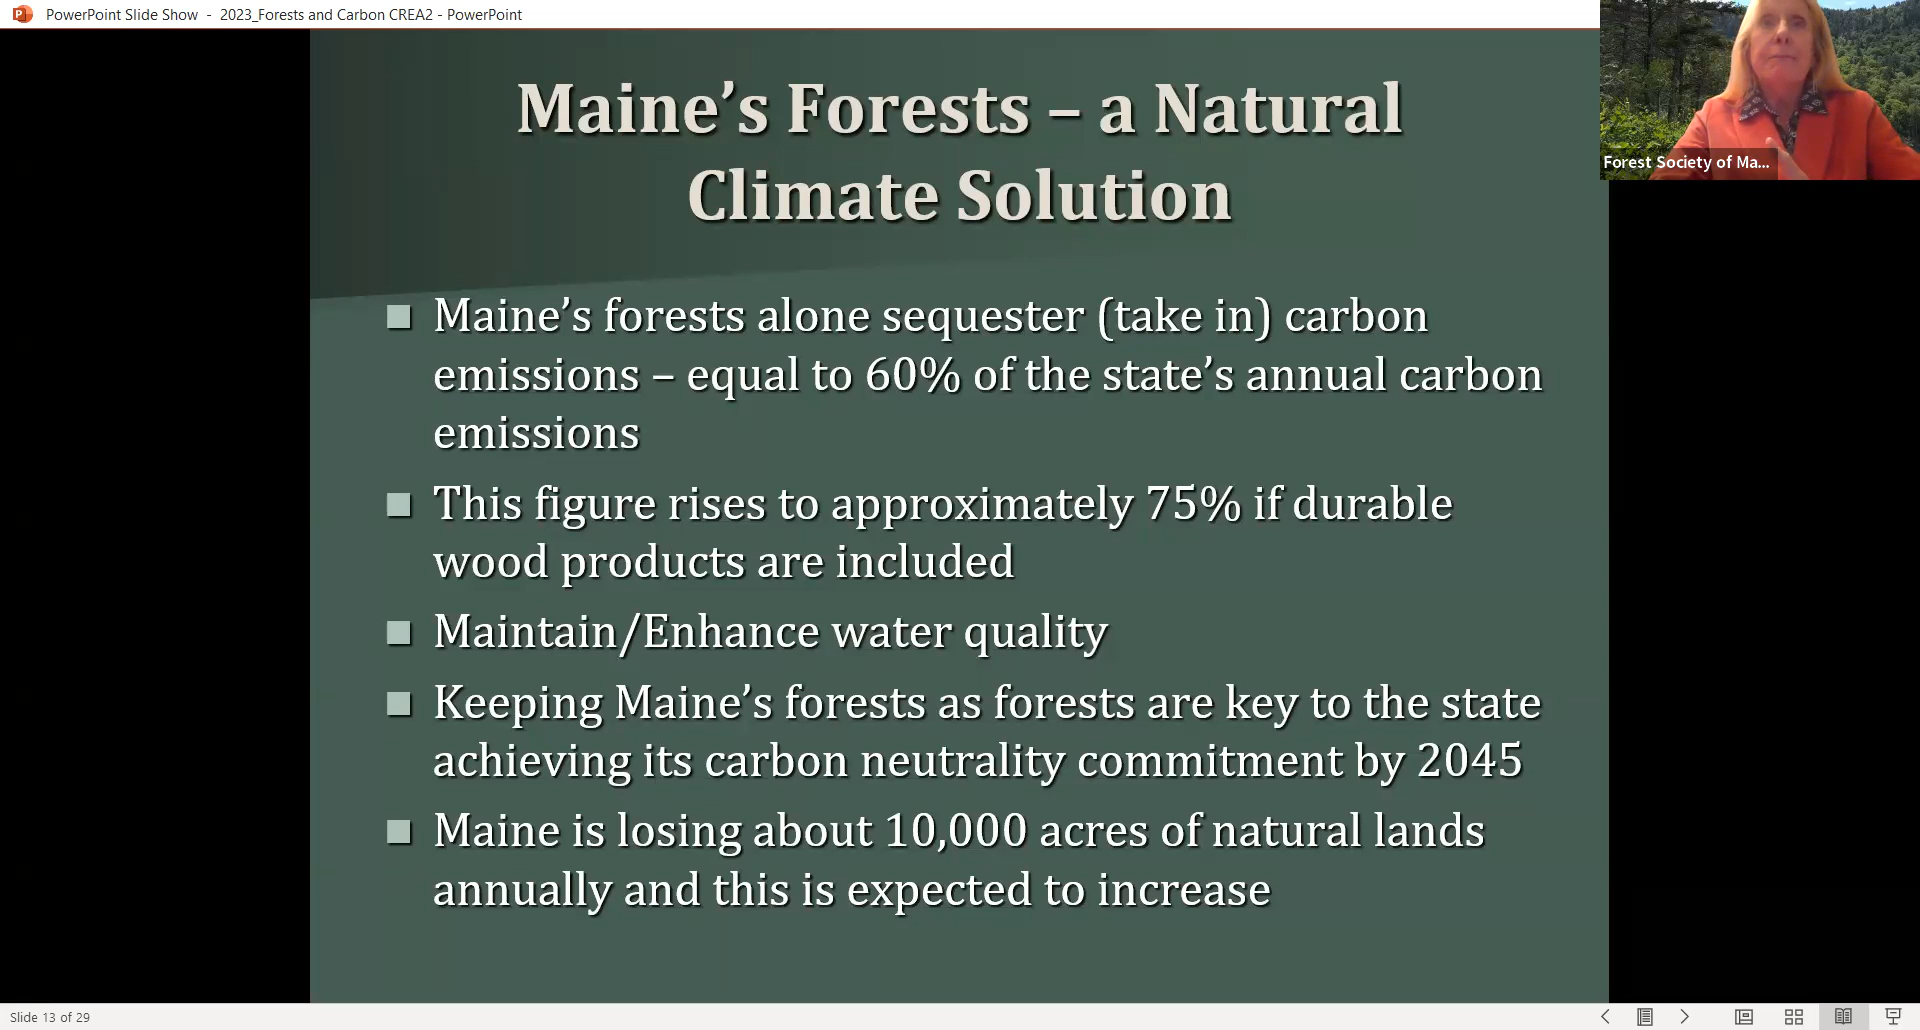 PowerPoint Slide Show - 2023_Forests and Carbon CREA2 - PowerPoint
Forest Society of Ma...
Maine’s Forests – a Natural
Climate Solution
Maine’s forests alone sequester (take in) carbon
emissions – equal to 60% of the state’s annual carbon
emissions
This figure rises to approximately 75% if durable
wood products are included
Maintain/Enhance water quality
Keeping Maine’s forests as forests are key to the state
achieving its carbon neutrality commitment by 2045
Maine is losing about 10,000 acres of natural lands
annually and this is expected to increase
Slide 13 of 29